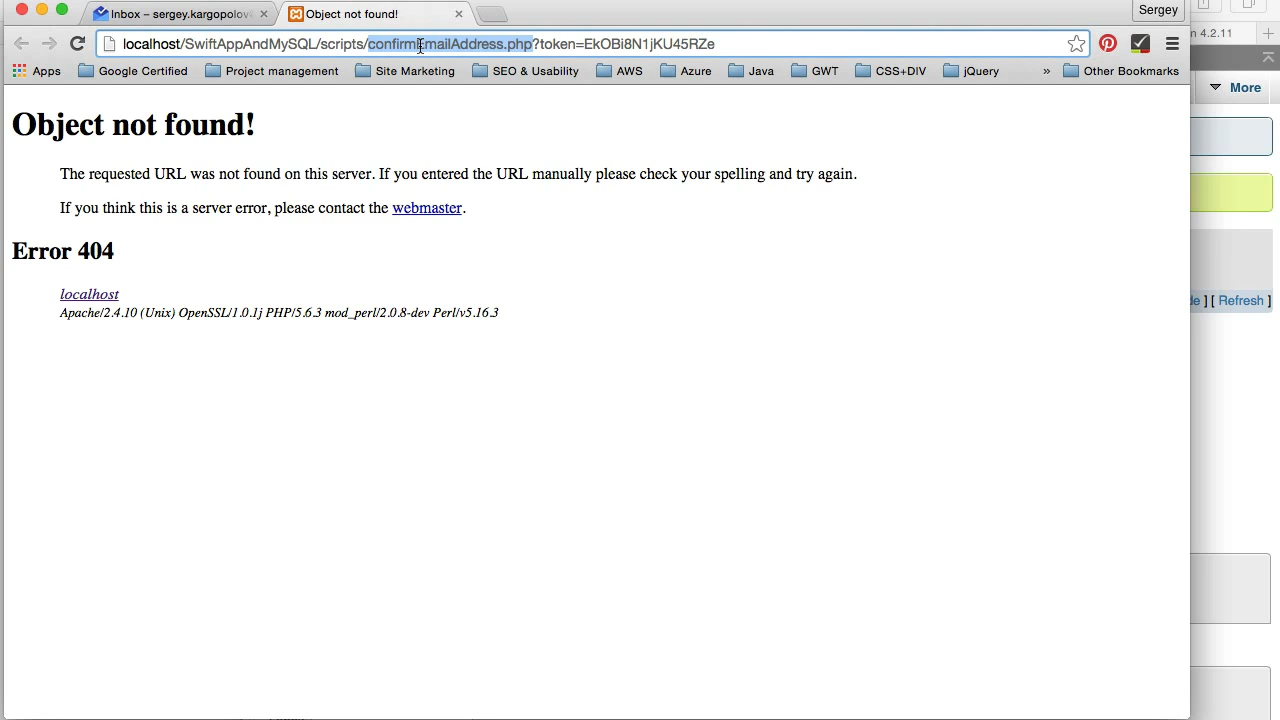 Inbox – sergey.kargopolov
Object not found!
Sergey
localhost/SwiftAppAndMySQL/scripts/confirmEmailAddress.php?token=EkOBi8N1jKU45RZe
n 4.2.11
Apps
Google Certified
Project management
Site Marketing
SEO & Usability
AWS
Azure
Java
GWT
CSS+DIV
jQuery
»
Other Bookmarks
More
Object not found!
The requested URL was not found on this server. If you entered the URL manually please check your spelling and try again.
If you think this is a server error, please contact the webmaster.
Error 404
localhost
Apache/2.4.10 (Unix) OpenSSL/1.0.1j PHP/5.6.3 mod_perl/2.0.8-dev Perl/v5.16.3
de ] [ Refresh ]